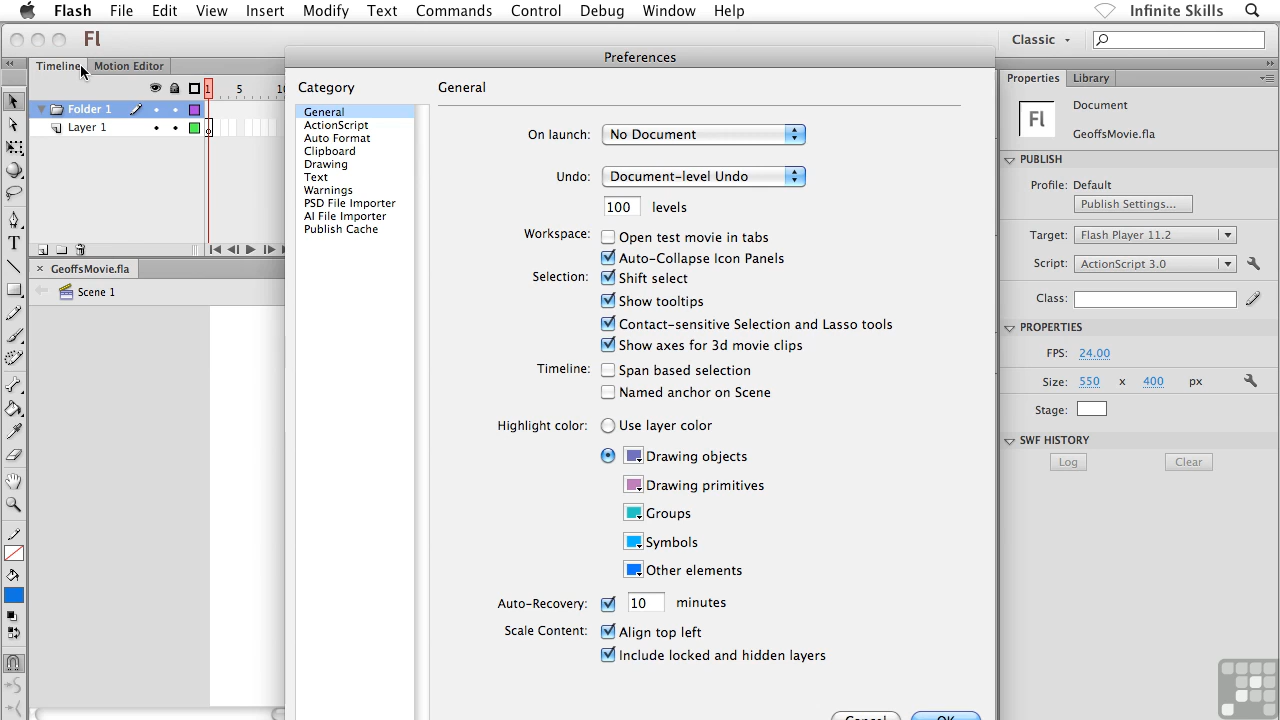 Flash File Edit View Insert Modify Text Commands Control Debug Window Help Infinite Skills
Fl Classic
Timeline Motion Editor
1 5 10
Folder 1
Layer 1
GeoffsMovie.fla
Scene 1
Preferences
Category
General
ActionScript
Auto Format
Clipboard
Drawing
Text
Warnings
PSD File Importer
AI File Importer
Publish Cache
General
On launch: No Document
Undo: Document-level Undo
100 levels
Workspace: Open test movie in tabs
Auto-Collapse Icon Panels
Selection: Shift select
Show tooltips
Contact-sensitive Selection and Lasso tools
Show axes for 3d movie clips
Timeline: Span based selection
Named anchor on Scene
Highlight color: Use layer color
Drawing objects
Drawing primitives
Groups
Symbols
Other elements
Auto-Recovery: 10 minutes
Scale Content: Align top left
Include locked and hidden layers
Cancel OK
Properties Library
Fl
Document
GeoffsMovie.fla
PUBLISH
Profile: Default
Publish Settings...
Target: Flash Player 11.2
Script: ActionScript 3.0
Class:
PROPERTIES
FPS: 24.00
Size: 550 x 400 px
Stage:
SWF HISTORY
Log Clear